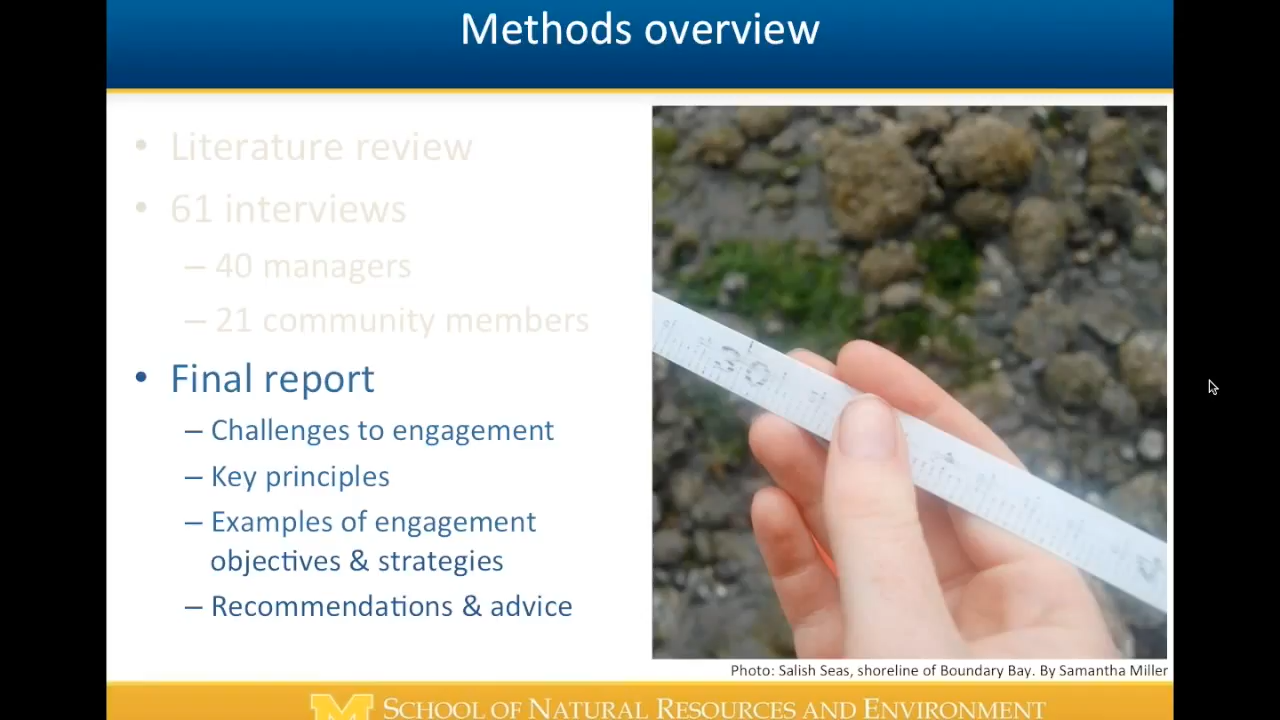 Methods overview
• Literature review
• 61 interviews
– 40 managers
– 21 community members
• Final report
– Challenges to engagement
– Key principles
– Examples of engagement
objectives & strategies
– Recommendations & advice
30
Photo: Salish Seas, shoreline of Boundary Bay. By Samantha Miller
M SCHOOL OF NATURAL RESOURCES AND ENVIRONMENT